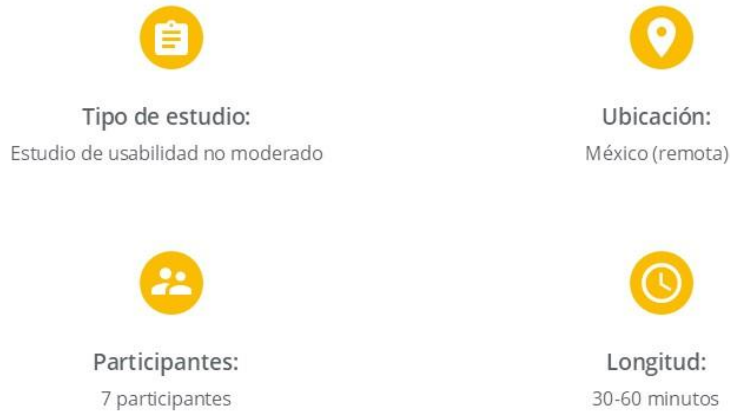 Tipo de estudio:
Estudio de usabilidad no moderado
Ubicación:
México (remota)
Participantes:
7 participantes
Longitud:
30-60 minutos